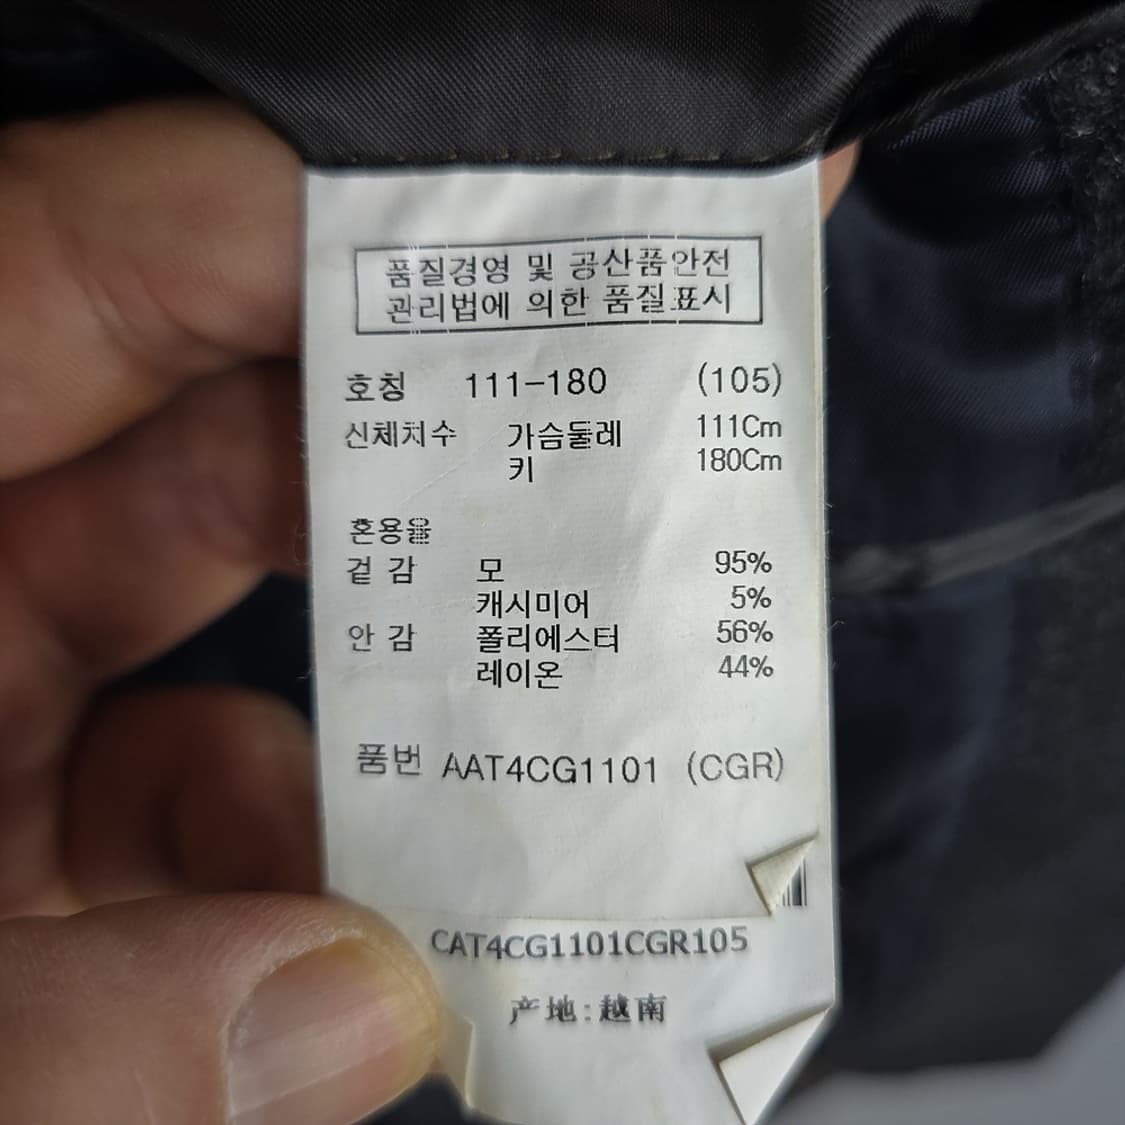 품질경영 및 공산품안전
관리법에 의한 품질표시
호칭 111-180 (105)
신체치수 가슴둘레 111Cm
키 180Cm
혼용율
겉 감 모 95%
캐시미어 5%
안 감 폴리에스터 56%
레이온 44%
품번 AAT4CG1101 (CGR)
CAT4CG1101CGR105
产地:越南